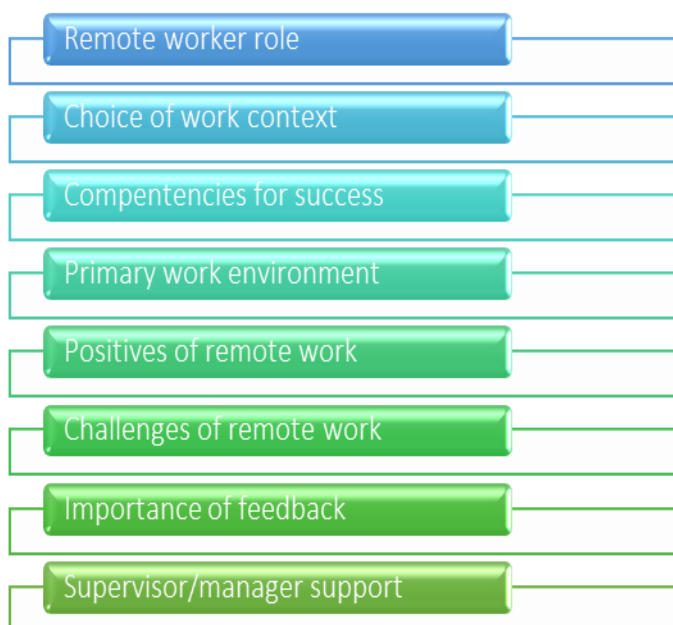 Remote worker role
Choice of work context
Compentencies for success
Primary work environment
Positives of remote work
Challenges of remote work
Importance of feedback
Supervisor/manager support